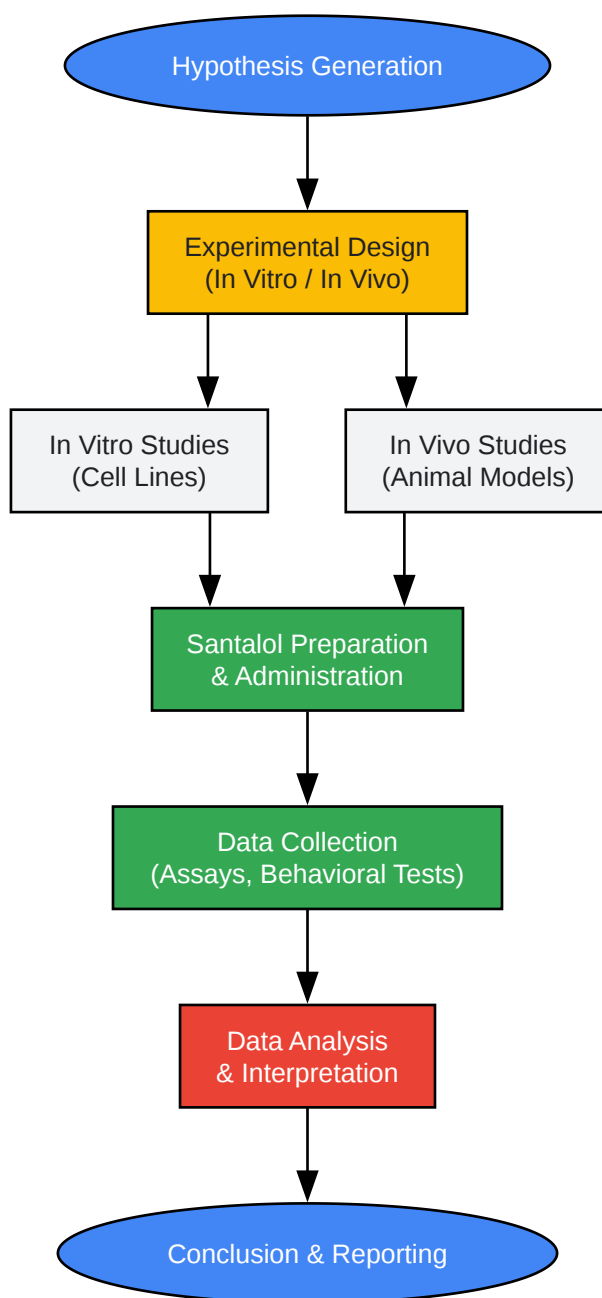 Hypothesis Generation
Experimental Design
(In Vitro / In Vivo)
In Vitro Studies
(Cell Lines)
In Vivo Studies
(Animal Models)
Santalol Preparation
& Administration
Data Collection
(Assays, Behavioral Tests)
Data Analysis
& Interpretation
Conclusion & Reporting